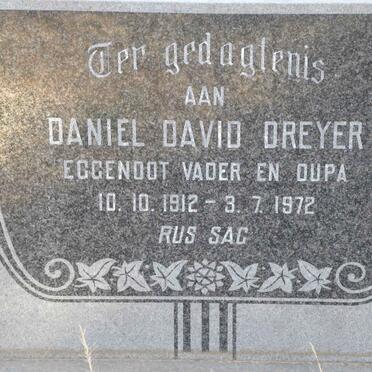 Ter gedagtenis
AAN
DANIEL DAVID DREYER
EGGENOOT VADER EN OUPA
10. 10. 1912 - 3. 7. 1972
RUS SAG